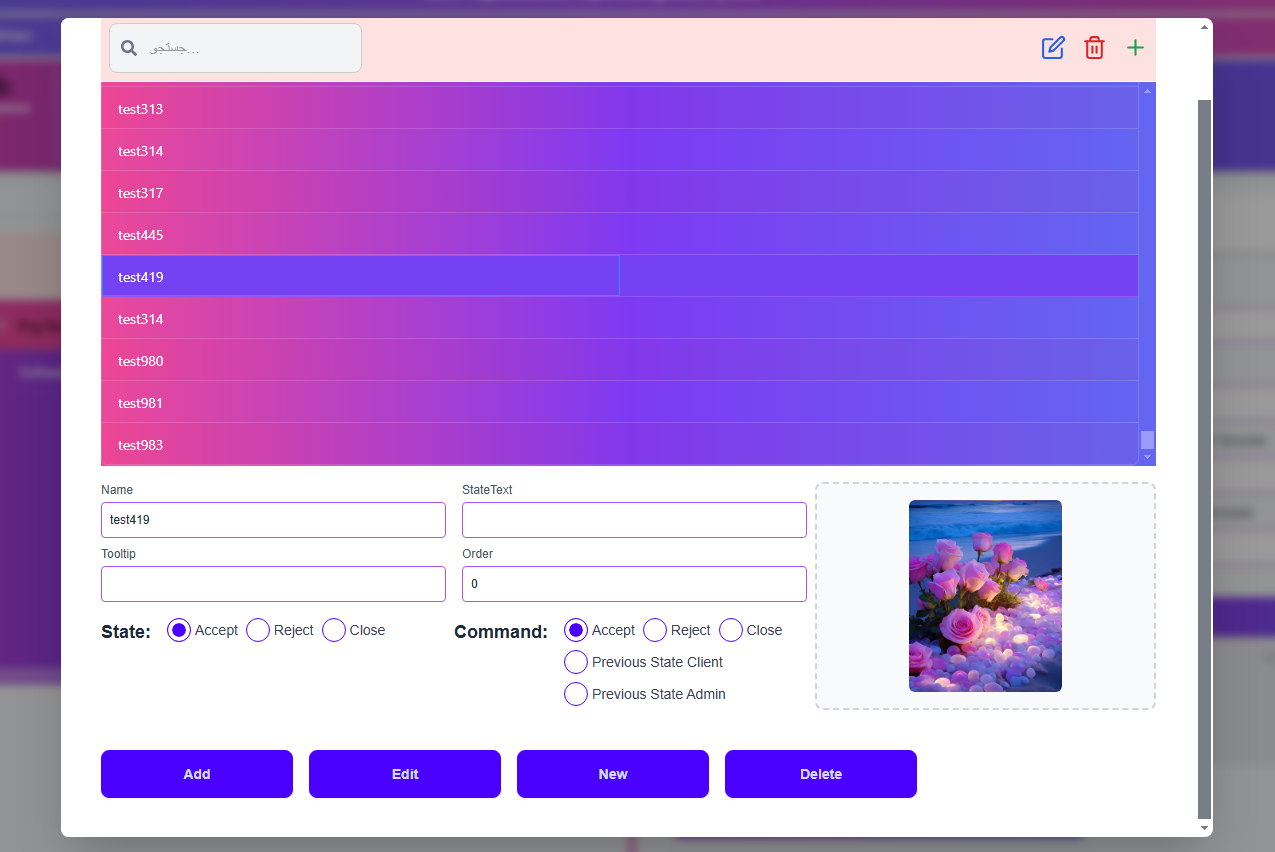 جستجو...
test313
test314
test317
test445
test419
test314
test980
test981
test983
Name
StateText
test419
Tooltip
Order
0
State: Accept Reject Close
Command: Accept Reject Close
Previous State Client
Previous State Admin
Add Edit New Delete